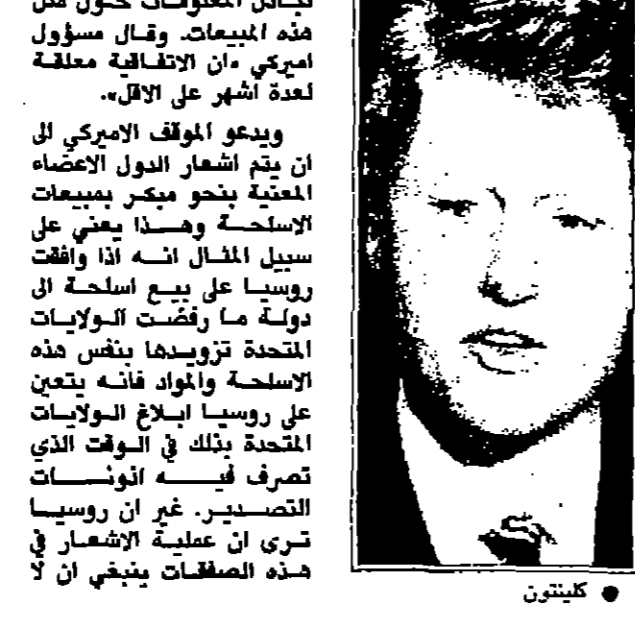 تبادل المعلومات حول مثل
هذه المبيعات. وقال مسؤول
اميركي «ان الاتفاقية معلقة
لعدة اشهر على الاقل».
ويدعو الموقف الاميركي الى
ان يتم اشعار الدول الاعضاء
المعنية بنحو مبكر بمبيعات
الاسلحة وهذا يعني على
سبيل المثال انه اذا وافقت
روسيا على بيع اسلحة الى
دولة ما رفضت الولايات
المتحدة تزويدها بنفس هذه
الاسلحة والمواد فانه يتعين
على روسيا ابلاغ الولايات
المتحدة بذلك في الوقت الذي
تصرف فيه اذونات
التصدير. غير ان روسيا
ترى ان عملية الاشعار في
هذه الصفقات ينبغي ان لا
● كلينتون